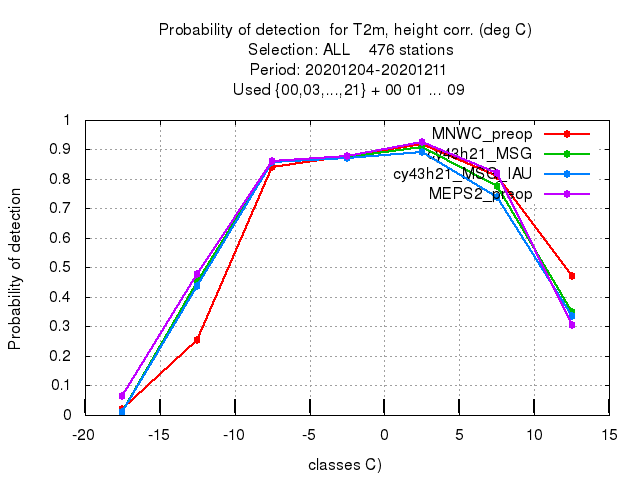 Probability of detection  for T2m, height corr. (deg C)
Selection: ALL    476 stations
Period: 20201204-20201211
Used {00,03,...,21} + 00 01 ... 09
MNWC_preop
cy43h21_MSG
cy43h21_MSG_IAU
MEPS2_preop
Probability of detection
1
0.9
0.8
0.7
0.6
0.5
0.4
0.3
0.2
0.1
0
-20 -15 -10 -5 0 5 10 15
classes C)